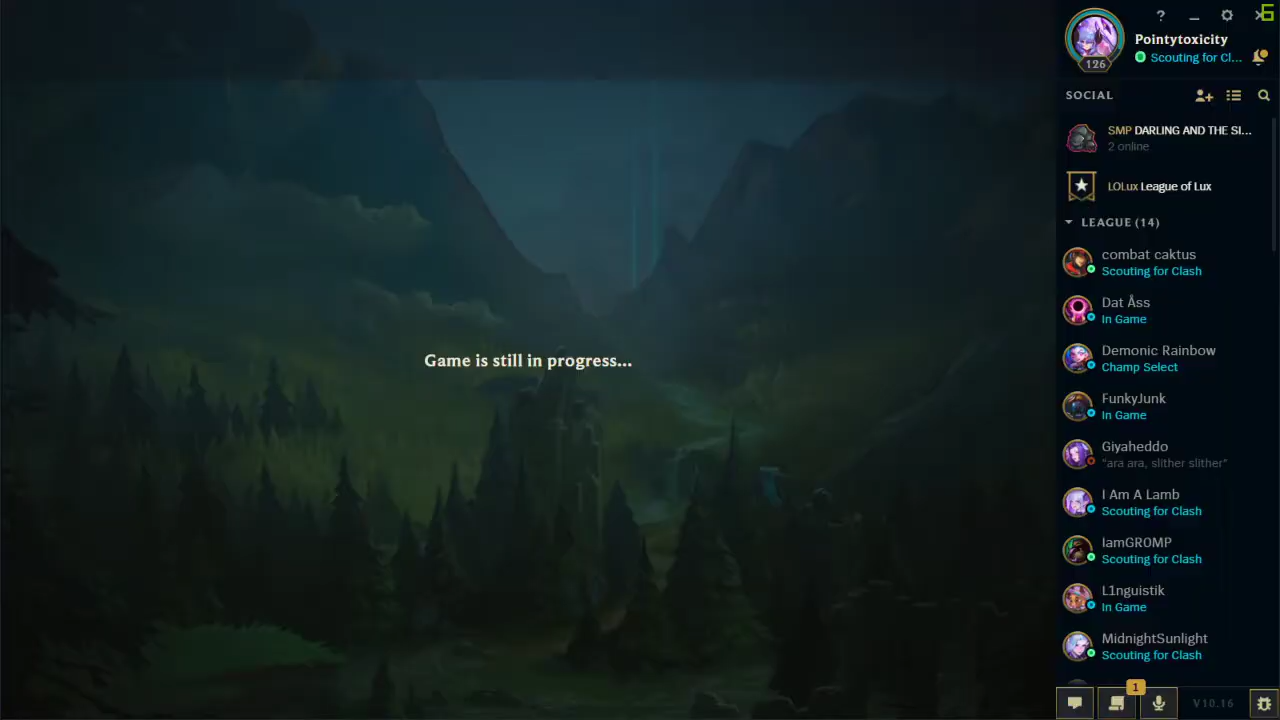 ?
6
Pointytoxicity
126
Scouting for Cl...
SOCIAL
SMP DARLING AND THE SI...
2 online
LOLux League of Lux
LEAGUE (14)
combat caktus
Scouting for Clash
Dat Åss
In Game
Demonic Rainbow
Champ Select
Game is still in progress...
FunkyJunk
In Game
Giyaheddo
"ara ara, slither slither"
I Am A Lamb
Scouting for Clash
IamGROMP
Scouting for Clash
L1nguistik
In Game
MidnightSunlight
Scouting for Clash
1
V10.16